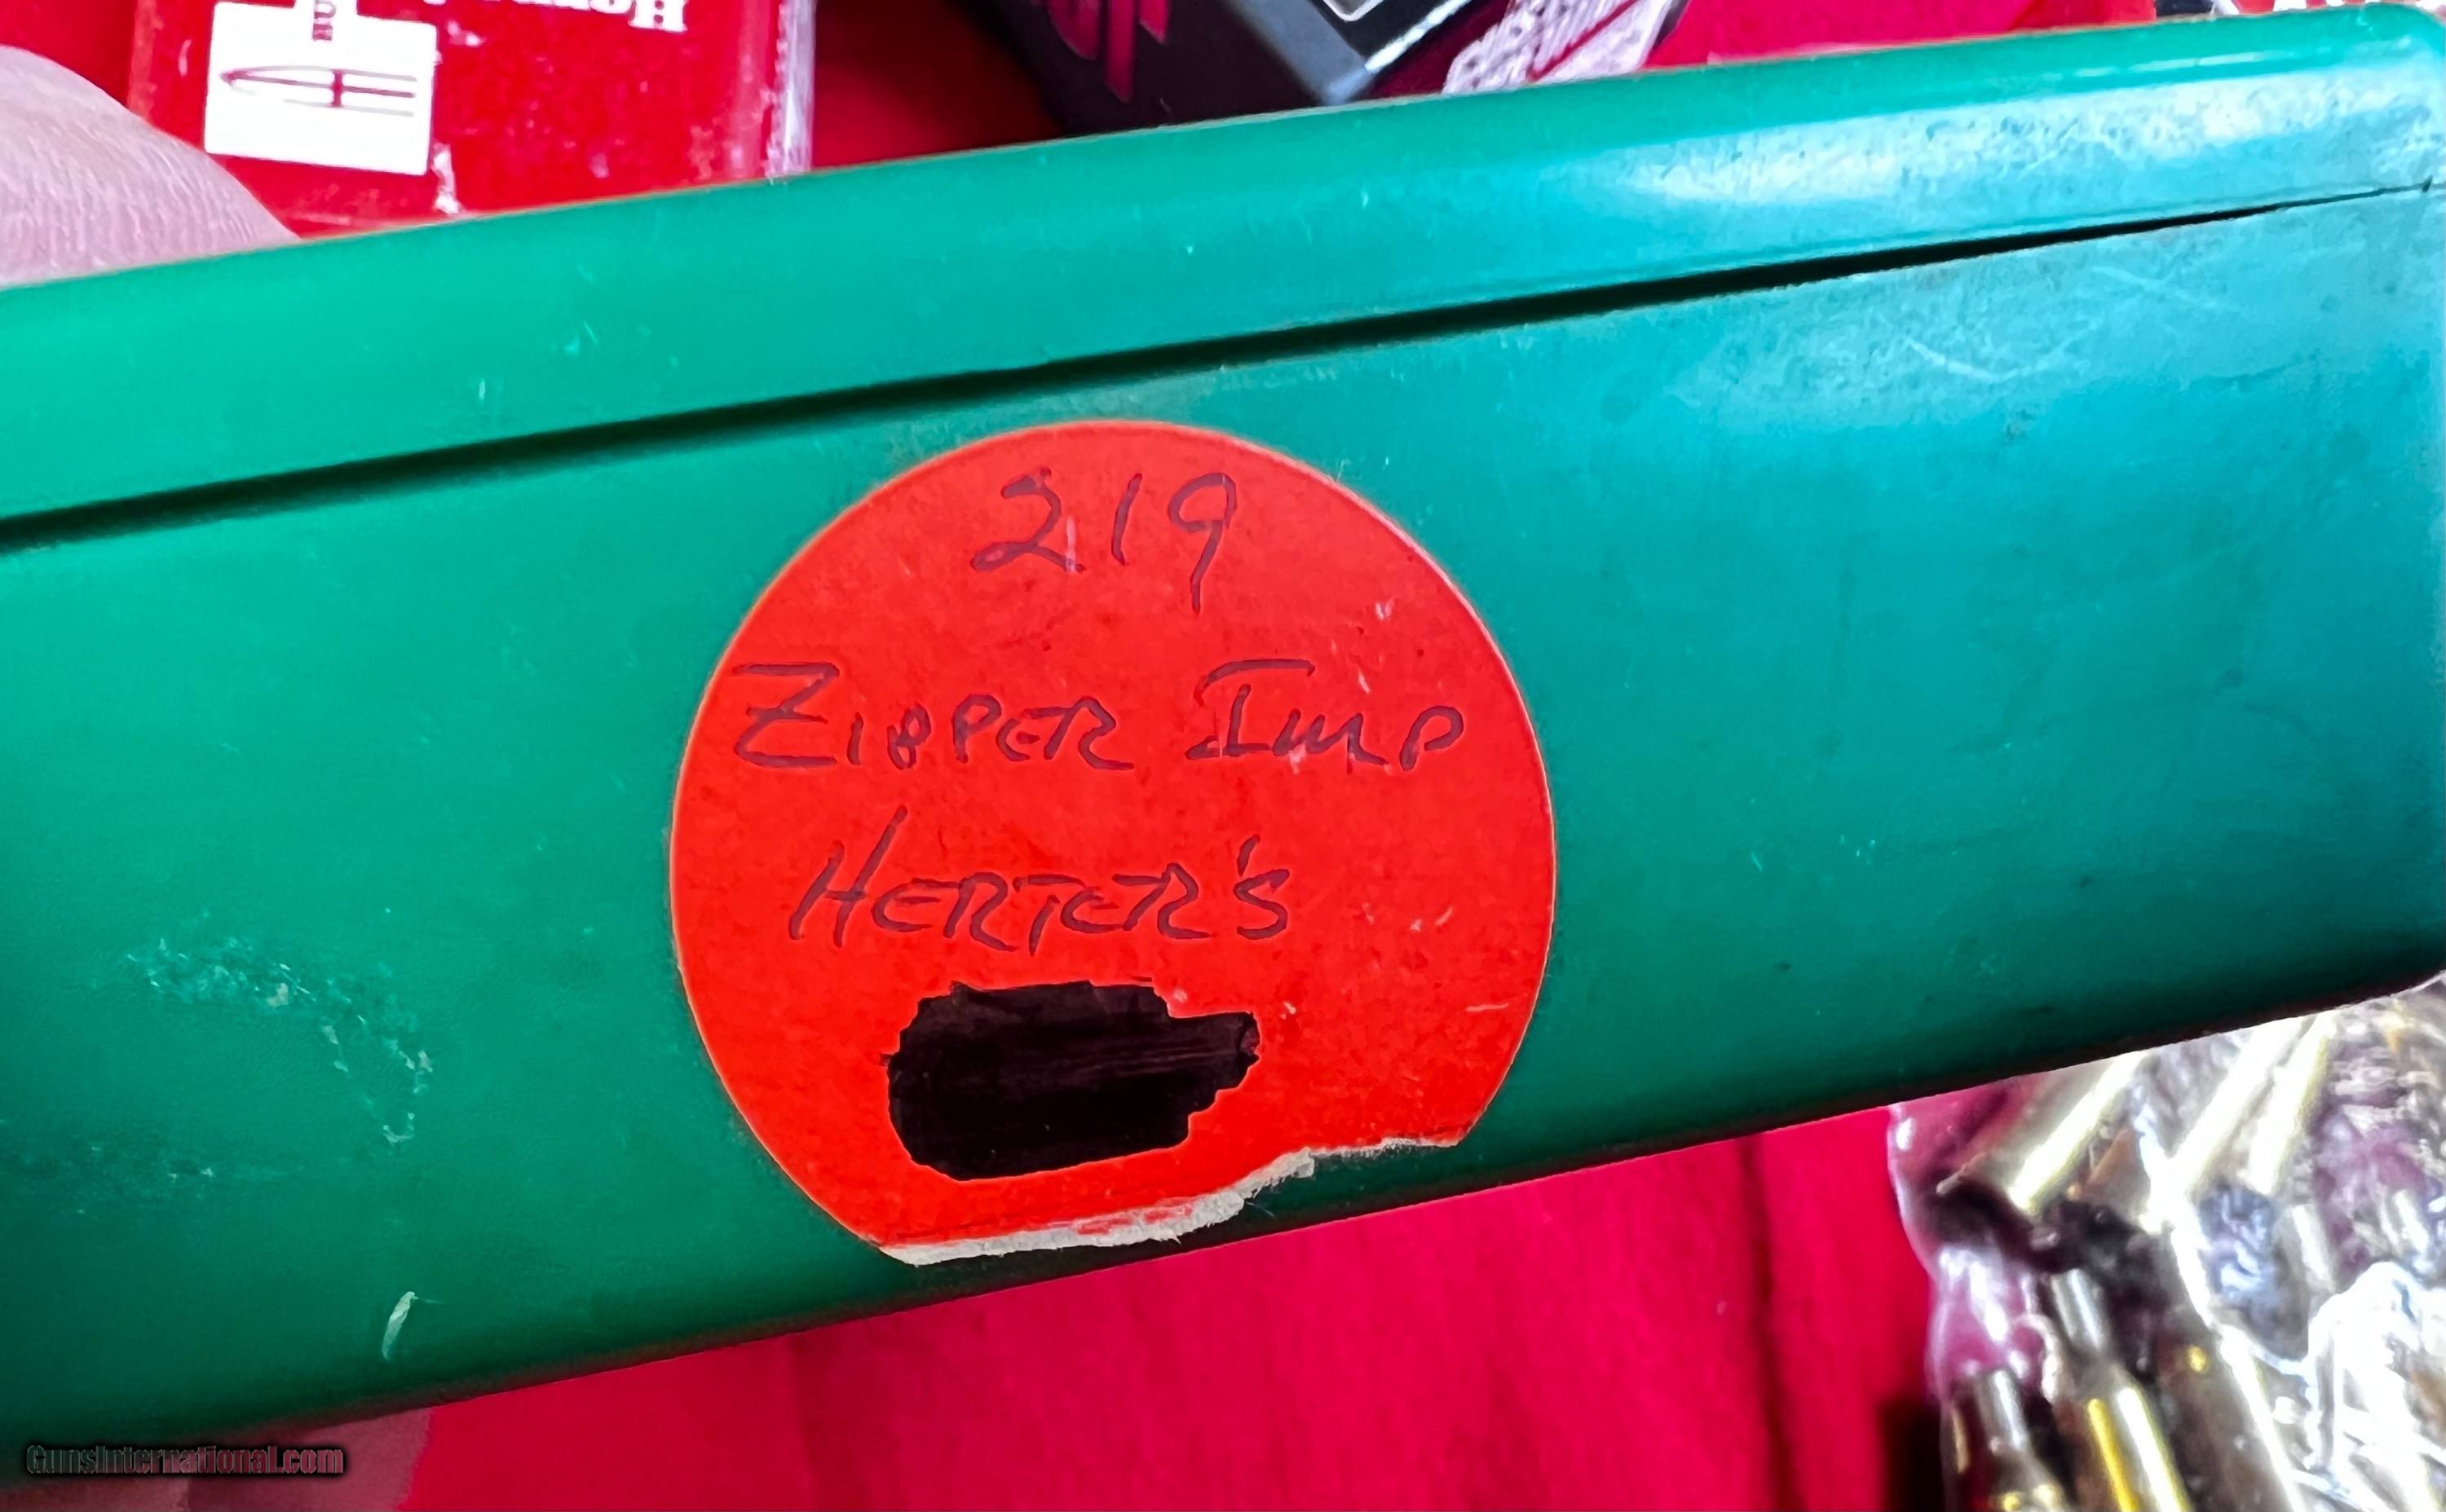 219
ZIPPER IMP
HERTER'S
GunsInternational.com